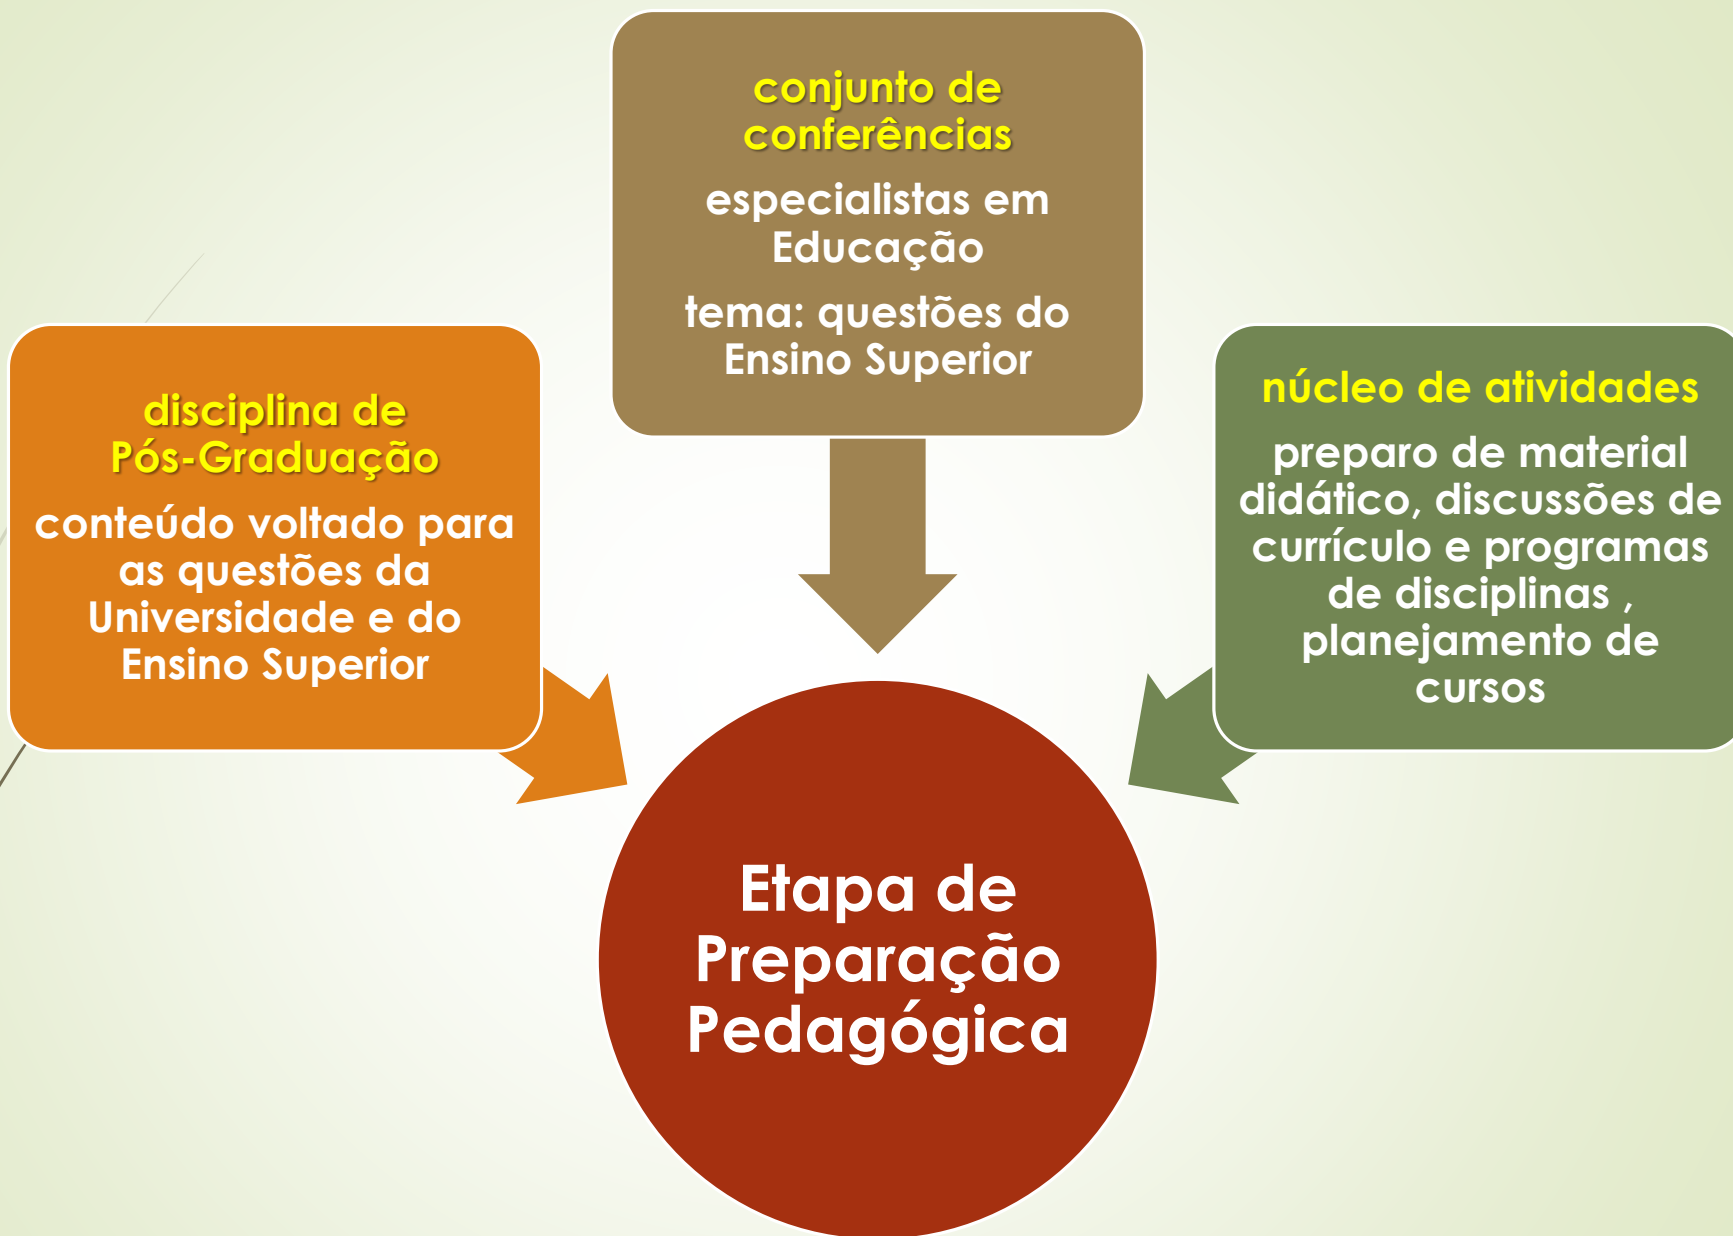 conjunto de
conferências
especialistas em
Educação
tema: questões do
Ensino Superior
disciplina de
Pós-Graduação
conteúdo voltado para
as questões da
Universidade e do
Ensino Superior
núcleo de atividades
preparo de material
didático, discussões de
currículo e programas
de disciplinas ,
planejamento de
cursos
Etapa de
Preparação
Pedagógica